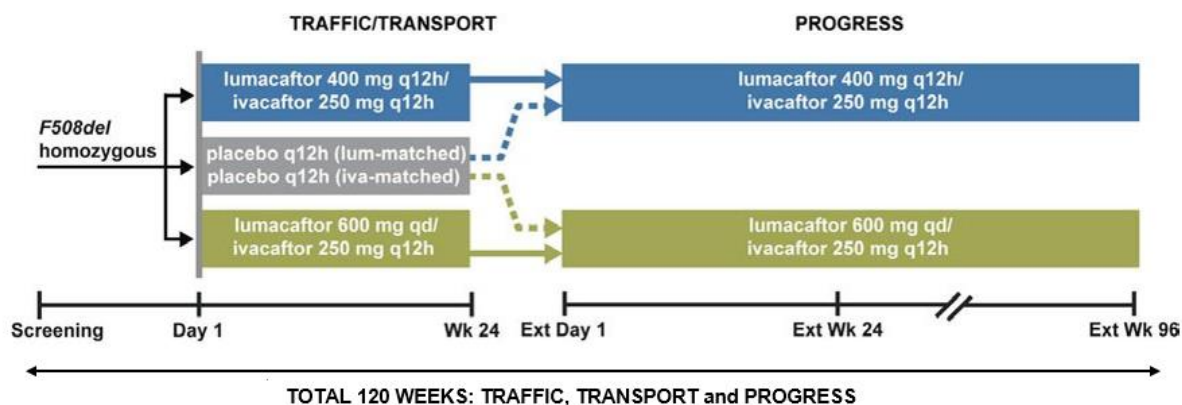 TRAFFIC/TRANSPORT
PROGRESS
lumacaftor 400 mg q12h/
ivacaftor 250 mg q12h
lumacaftor 400 mg q12h/
ivacaftor 250 mg q12h
F508del
homozygous
placebo q12h (lum-matched)
placebo q12h (iva-matched)
lumacaftor 600 mg qd/
ivacaftor 250 mg q12h
lumacaftor 600 mg qd/
ivacaftor 250 mg q12h
Screening
Day 1
Wk 24
Ext Day 1
Ext Wk 24
Ext Wk 96
TOTAL 120 WEEKS: TRAFFIC, TRANSPORT and PROGRESS